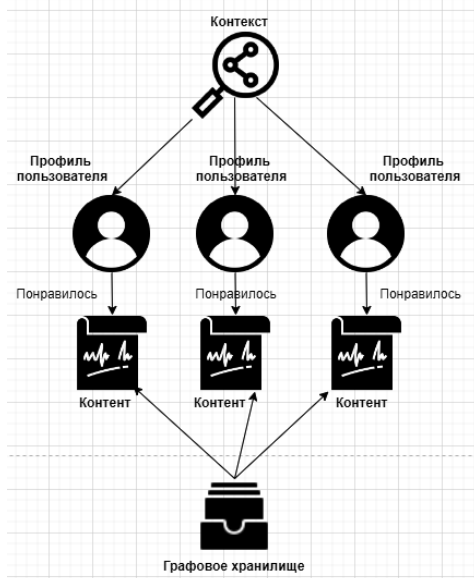 Контекст
Профиль Профиль Профиль
пользователя пользователя пользователя
Понравилось Понравилось Понравилось
Контент Контент Контент
Графовое хранилище